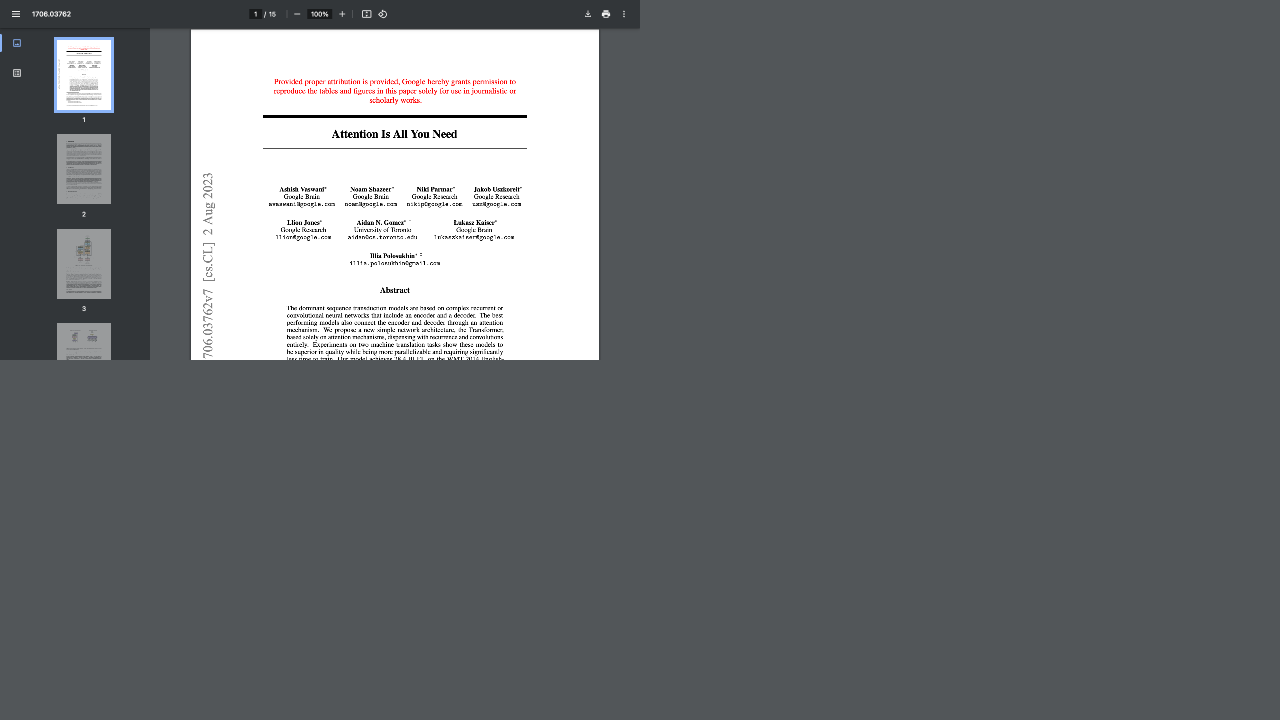 1706.03762
1 / 15
100%
1
2
3
Provided proper attribution is provided, Google hereby grants permission to
reproduce the tables and figures in this paper solely for use in journalistic or
scholarly works.
Attention Is All You Need
706.03762v7 [cs.CL] 2 Aug 2023
Ashish Vaswani* Noam Shazeer* Niki Parmar* Jakob Uszkoreit*
Google Brain Google Brain Google Research Google Research
avaswani@google.com noam@google.com nikip@google.com usz@google.com
Llion Jones* Aidan N. Gomez* † Łukasz Kaiser*
Google Research University of Toronto Google Brain
llion@google.com aidan@cs.toronto.edu lukaszkaiser@google.com
Illia Polosukhin* ‡
illia.polosukhin@gmail.com
Abstract
The dominant sequence transduction models are based on complex recurrent or
convolutional neural networks that include an encoder and a decoder. The best
performing models also connect the encoder and decoder through an attention
mechanism. We propose a new simple network architecture, the Transformer,
based solely on attention mechanisms, dispensing with recurrence and convolutions
entirely. Experiments on two machine translation tasks show these models to
be superior in quality while being more parallelizable and requiring significantly
less time to train. Our model achieves 28.4 BLEU on the WMT 2014 English-